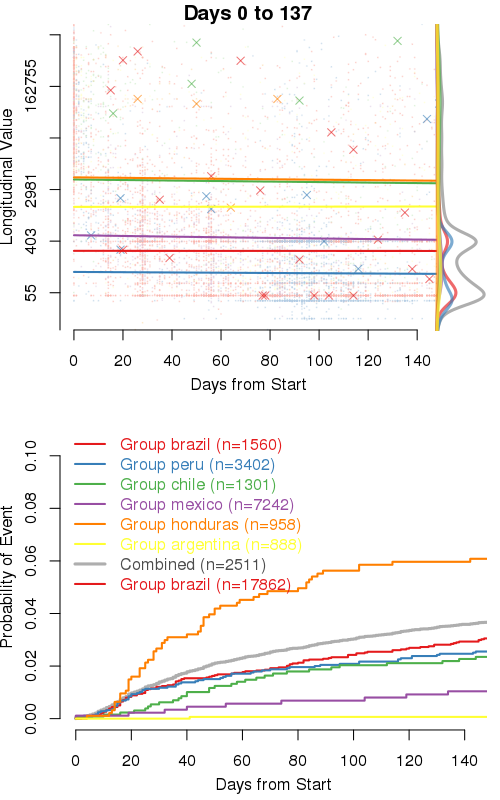 Days 0 to 137
Longitudinal Value
162755
2981
403
55
0 20 40 60 80 100 120 140
Days from Start
Probability of Event
0.10
0.08
0.06
0.04
0.02
0.00
Group brazil (n=1560)
Group peru (n=3402)
Group chile (n=1301)
Group mexico (n=7242)
Group honduras (n=958)
Group argentina (n=888)
Combined (n=2511)
Group brazil (n=17862)
0 20 40 60 80 100 120 140
Days from Start